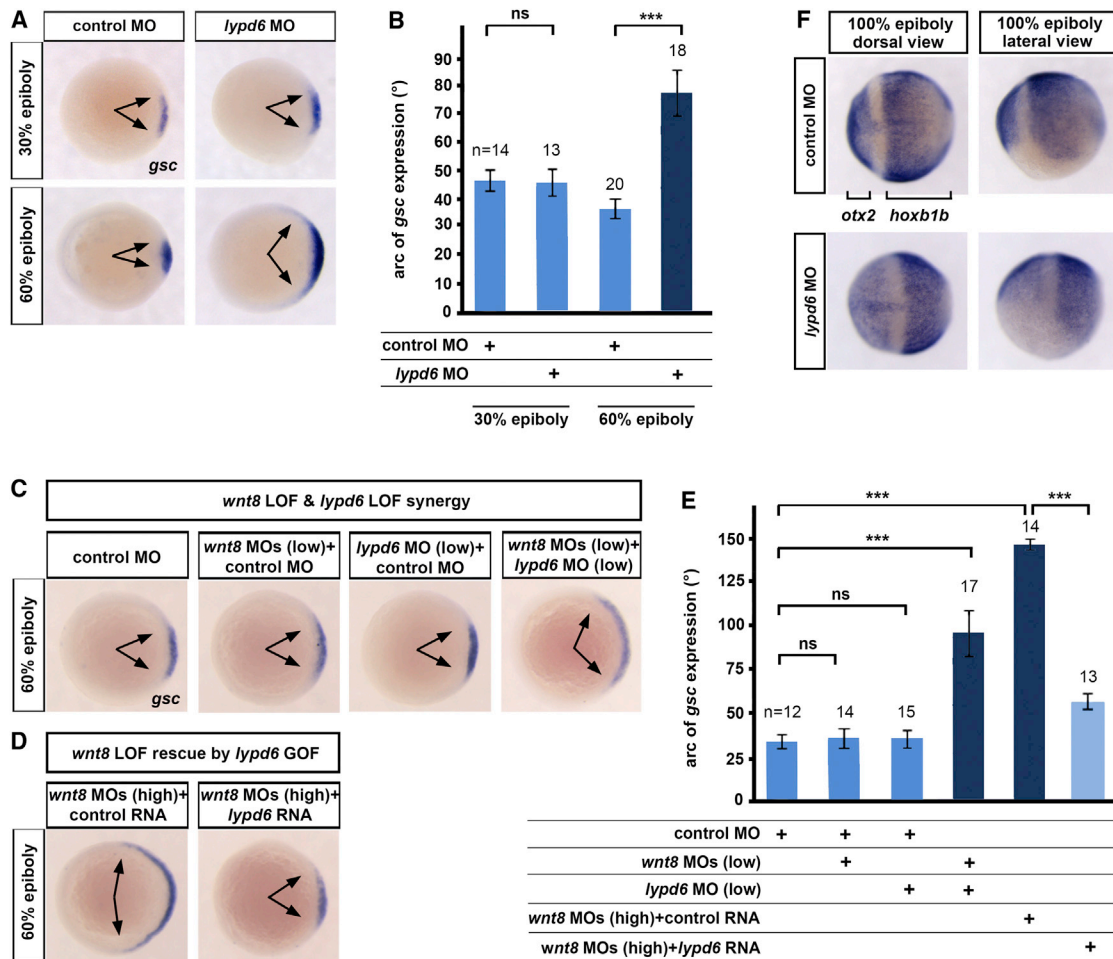 A
control MO
lypd6 MO
30% epiboly
gsc
60% epiboly
B
arc of gsc expression (°)
90
80
70
60
50
40
30
20
10
0
ns
***
n=14
13
20
18
control MO
+
+
lypd6 MO
+
+
30% epiboly
60% epiboly
F
100% epiboly
dorsal view
100% epiboly
lateral view
control MO
otx2
hoxb1b
lypd6 MO
C
wnt8 LOF & lypd6 LOF synergy
control MO
wnt8 MOs (low)+
control MO
lypd6 MO (low)+
control MO
wnt8 MOs (low)+
lypd6 MO (low)
60% epiboly
gsc
D
wnt8 LOF rescue by lypd6 GOF
wnt8 MOs (high)+
control RNA
wnt8 MOs (high)+
lypd6 RNA
60% epiboly
E
arc of gsc expression (°)
150
125
100
75
50
25
0
***
***
ns
ns
***
n=12
14
15
17
14
13
control MO
+
+
+
wnt8 MOs (low)
+
+
lypd6 MO (low)
+
+
wnt8 MOs (high)+control RNA
+
wnt8 MOs (high)+lypd6 RNA
+